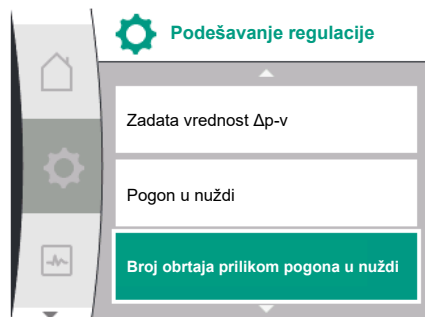 Podešavanje regulacije
Zadata vrednost Δp-v
Pogon u nuždi
Broj obrtaja prilikom pogona u nuždi